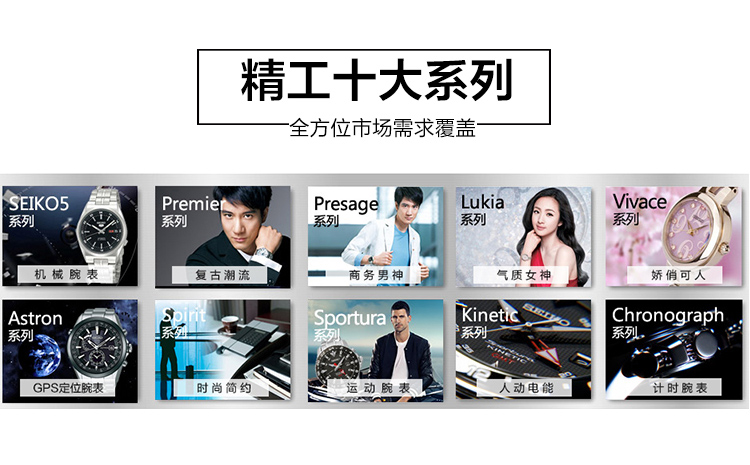 精工十大系列
全方位市场需求覆盖
SEIKO5
系列
机械腕表
Premier
系列
复古潮流
Presage
系列
商务男神
Lukia
系列
气质女神
Vivace
系列
娇俏可人
Astron
系列
GPS定位腕表
Spirit
系列
时尚简约
Sportura
系列
运动腕表
Kinetic
系列
SEIKO
KINETIC
12
人动电能
Chronograph
系列
计时腕表